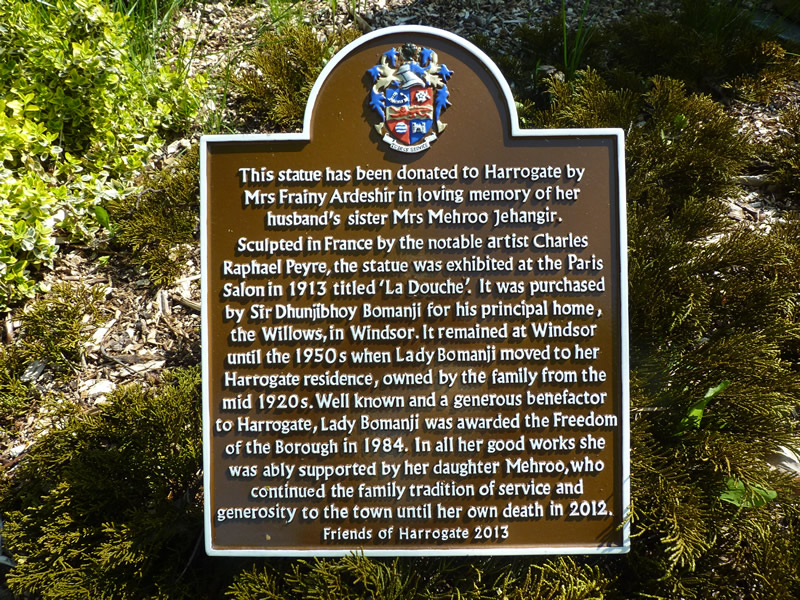 This statue has been donated to Harrogate by
Mrs Frainy Ardeshir in loving memory of her
husband's sister Mrs Mehroo Jehangir.
Sculpted in France by the notable artist Charles
Raphael Peyre, the statue was exhibited at the Paris
Salon in 1913 titled 'La Douche'. It was purchased
by Sir Dhunjibhoy Bomanji for his principal home,
the Willows, in Windsor. It remained at Windsor
until the 1950s when Lady Bomanji moved to her
Harrogate residence, owned by the family from the
mid 1920s. Well known and a generous benefactor
to Harrogate, Lady Bomanji was awarded the Freedom
of the Borough in 1984. In all her good works she
was ably supported by her daughter Mehroo, who
continued the family tradition of service and
generosity to the town until her own death in 2012.
Friends of Harrogate 2013